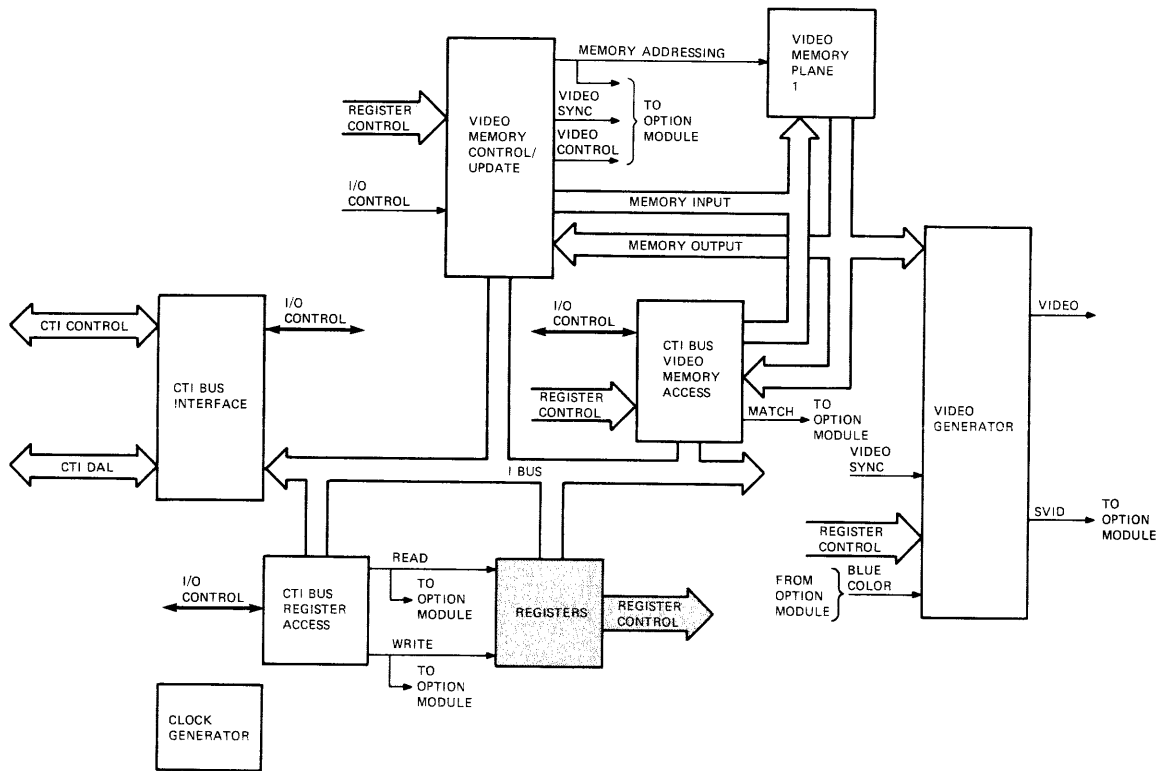 MEMORY ADDRESSING
VIDEO
MEMORY
PLANE
1
REGISTER
CONTROL
VIDEO
MEMORY
CONTROL/
UPDATE
VIDEO
SYNC
VIDEO
CONTROL
TO
OPTION
MODULE
I/O
CONTROL
MEMORY INPUT
MEMORY OUTPUT
CTI CONTROL
CTI BUS
INTERFACE
I/O
CONTROL
I/O
CONTROL
CTI BUS
VIDEO
MEMORY
ACCESS
REGISTER
CONTROL
MATCH
TO
OPTION
MODULE
VIDEO
GENERATOR
VIDEO
CTI DAL
I BUS
VIDEO
SYNC
SVID
TO
OPTION
MODULE
REGISTER
CONTROL
FROM
OPTION
MODULE
BLUE
COLOR
I/O
CONTROL
CTI BUS
REGISTER
ACCESS
READ
TO
OPTION
MODULE
WRITE
TO
OPTION
MODULE
REGISTERS
REGISTER
CONTROL
CLOCK
GENERATOR